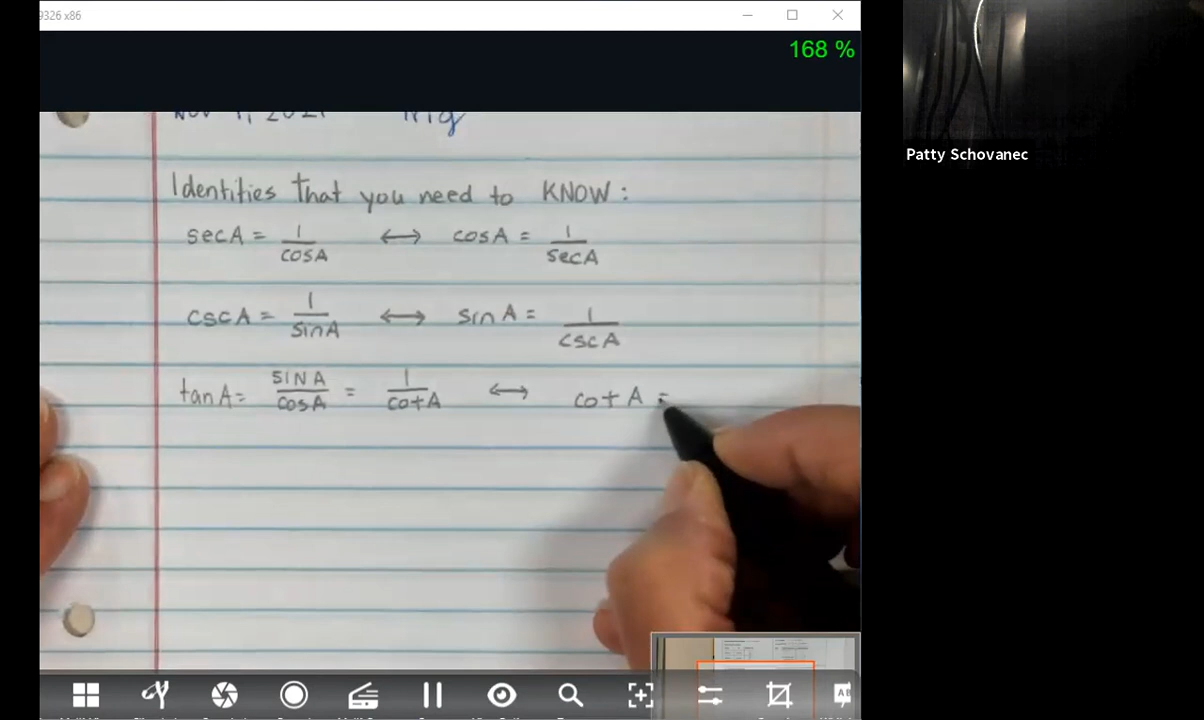 9326 x86
168 %
Patty Schovanec
Trig
Identities that you need to KNOW:
secA = 1/cosA ↔ cosA = 1/secA
cscA = 1/sinA ↔ sinA = 1/cscA
tanA = SINA/cosA = 1/cotA ↔ cotA =